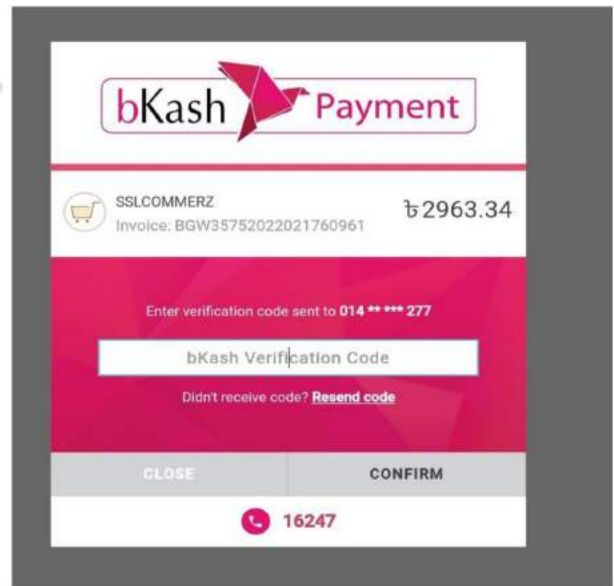 bKash Payment
SSLCOMMERZ
Invoice: BGW35752022021760961
৳2963.34
Enter verification code sent to 014 ** *** 277
bKash Verification Code
Didn't receive code? Resend code
CLOSE
CONFIRM
16247